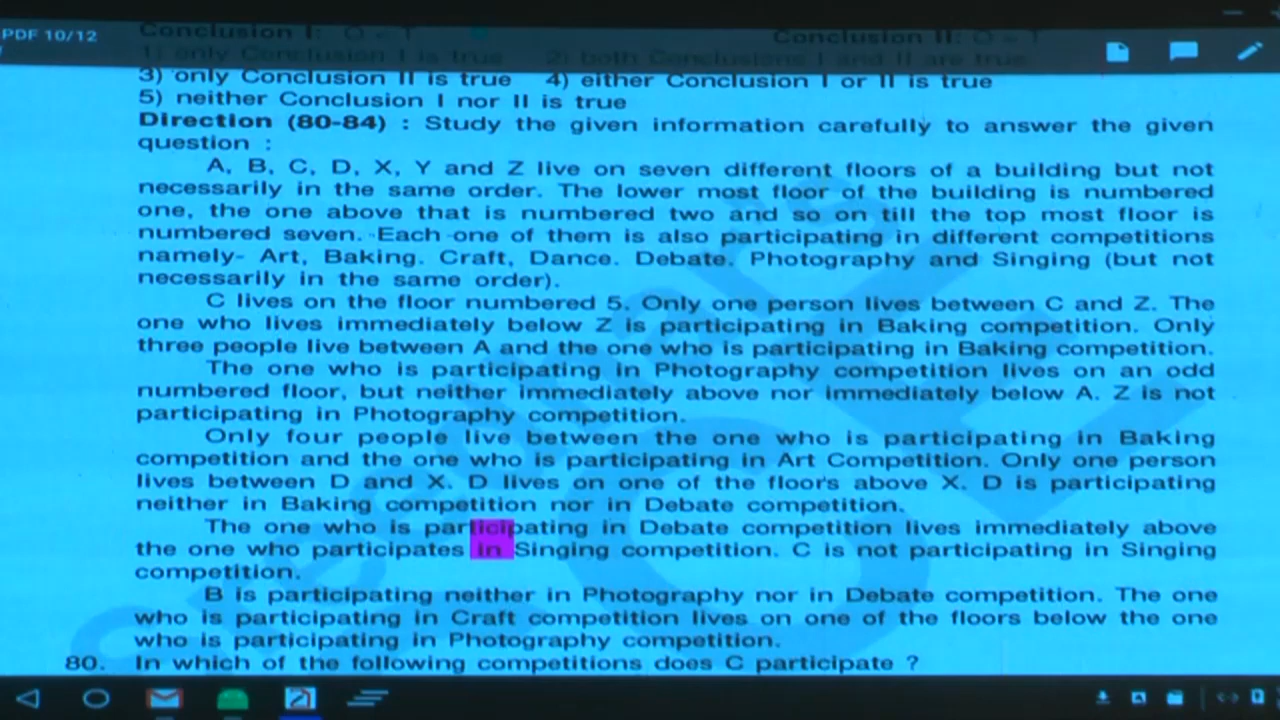 PDF 10/12
Conclusion I: O < T Conclusion II: O = T
1) only Conclusion I is true 2) both Conclusions I and II are true
3) only Conclusion II is true 4) either Conclusion I or II is true
5) neither Conclusion I nor II is true
Direction (80-84) : Study the given information carefully to answer the given
question :
A, B, C, D, X, Y and Z live on seven different floors of a building but not
necessarily in the same order. The lower most floor of the building is numbered
one, the one above that is numbered two and so on till the top most floor is
numbered seven. Each one of them is also participating in different competitions
namely- Art, Baking. Craft, Dance. Debate. Photography and Singing (but not
necessarily in the same order).
C lives on the floor numbered 5. Only one person lives between C and Z. The
one who lives immediately below Z is participating in Baking competition. Only
three people live between A and the one who is participating in Baking competition.
The one who is participating in Photography competition lives on an odd
numbered floor, but neither immediately above nor immediately below A. Z is not
participating in Photography competition.
Only four people live between the one who is participating in Baking
competition and the one who is participating in Art Competition. Only one person
lives between D and X. D lives on one of the floor's above X. D is participating
neither in Baking competition nor in Debate competition.
The one who is participating in Debate competition lives immediately above
the one who participates in Singing competition. C is not participating in Singing
competition.
B is participating neither in Photography nor in Debate competition. The one
who is participating in Craft competition lives on one of the floors below the one
who is participating in Photography competition.
80. In which of the following competitions does C participate ?